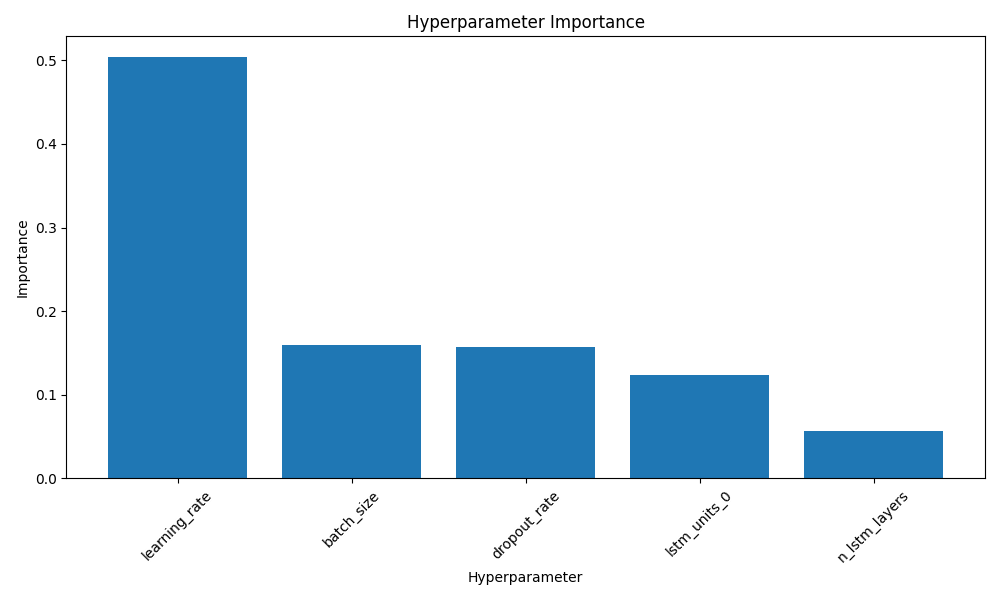 Hyperparameter Importance
0.5
0.4
0.3
0.2
0.1
0.0
Importance
learning_rate
batch_size
dropout_rate
lstm_units_0
n_lstm_layers
Hyperparameter